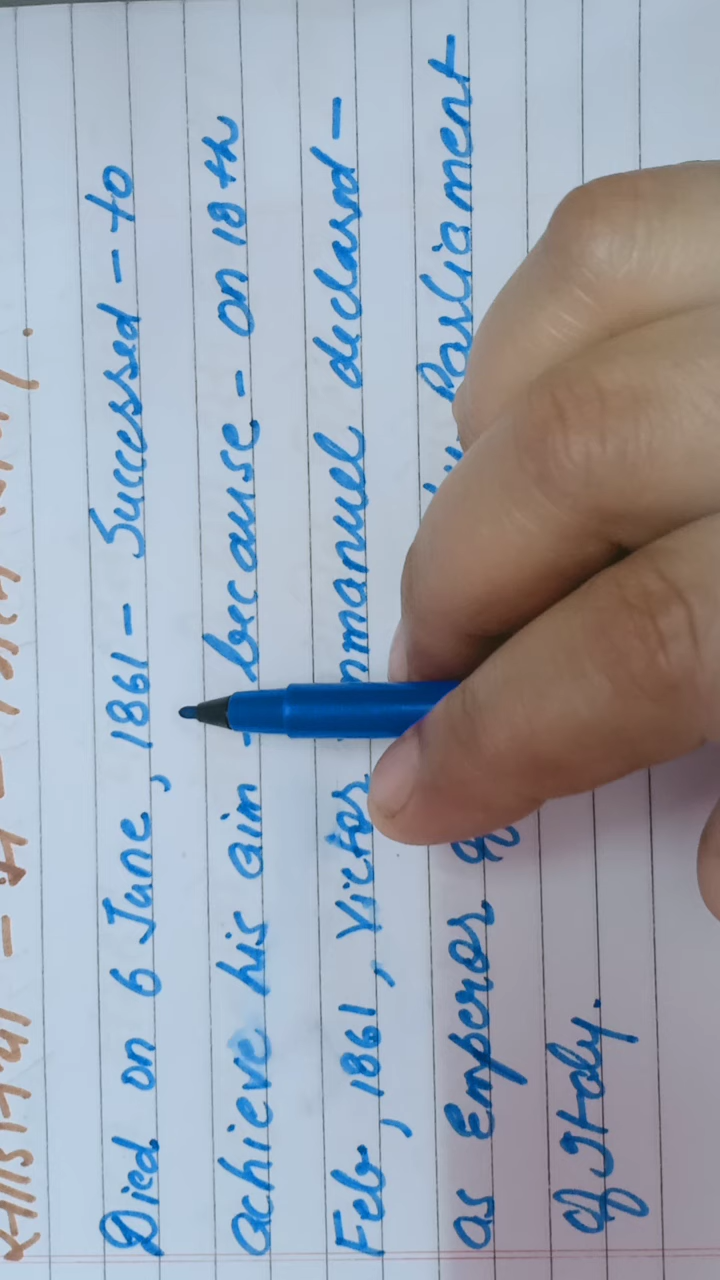 Died on 6 June, 1861 - Successed - to
achieve his aim - because - on 18th
Feb, 1861, Victor declared -
as Emperor Parliament
of Italy.